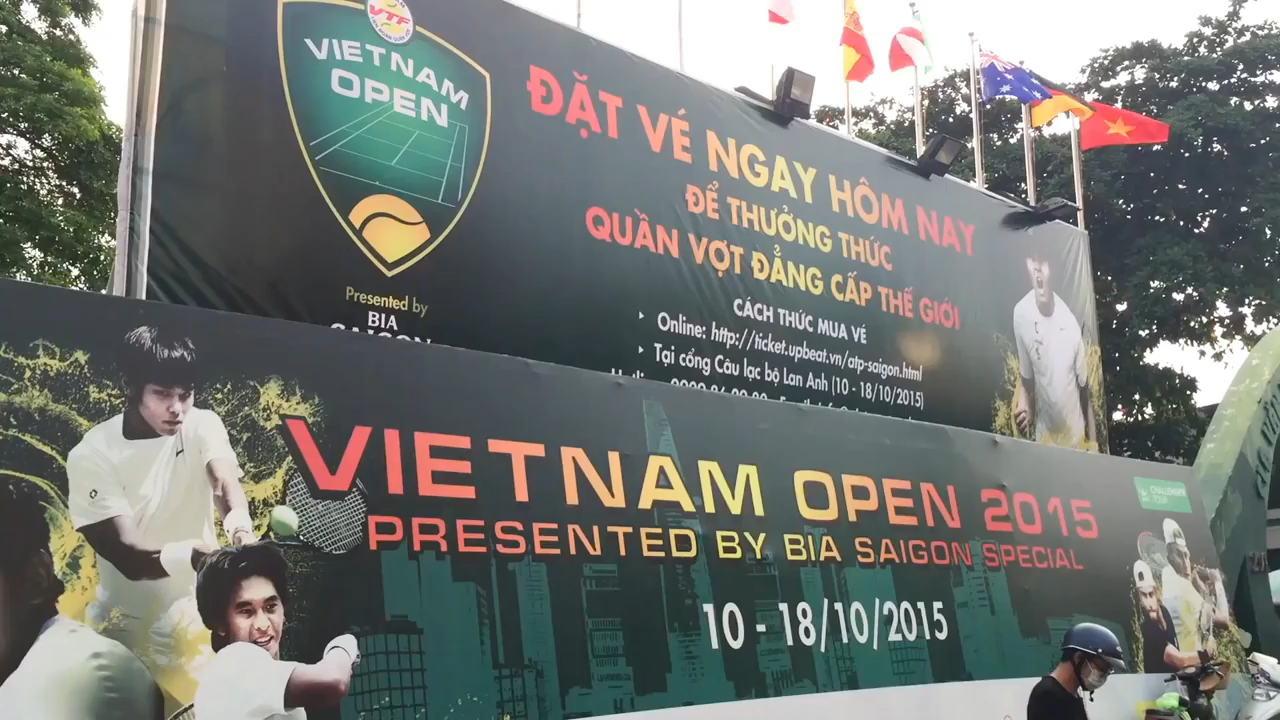 VTF
VIETNAM
OPEN
Presented by
BIA
ĐẶT VÉ NGAY HÔM NAY
ĐỂ THƯỞNG THỨC
QUẦN VỢT ĐẲNG CẤP THẾ GIỚI
CÁCH THỨC MUA VÉ
Online: http://ticket.upbeat.vn/atp-saigon.html
Tại cổng Câu lạc bộ Lan Anh (10 - 18/10/2015)
VIETNAM OPEN 2015
PRESENTED BY BIA SAIGON SPECIAL
10 - 18/10/2015
CHALLENGER
TOUR